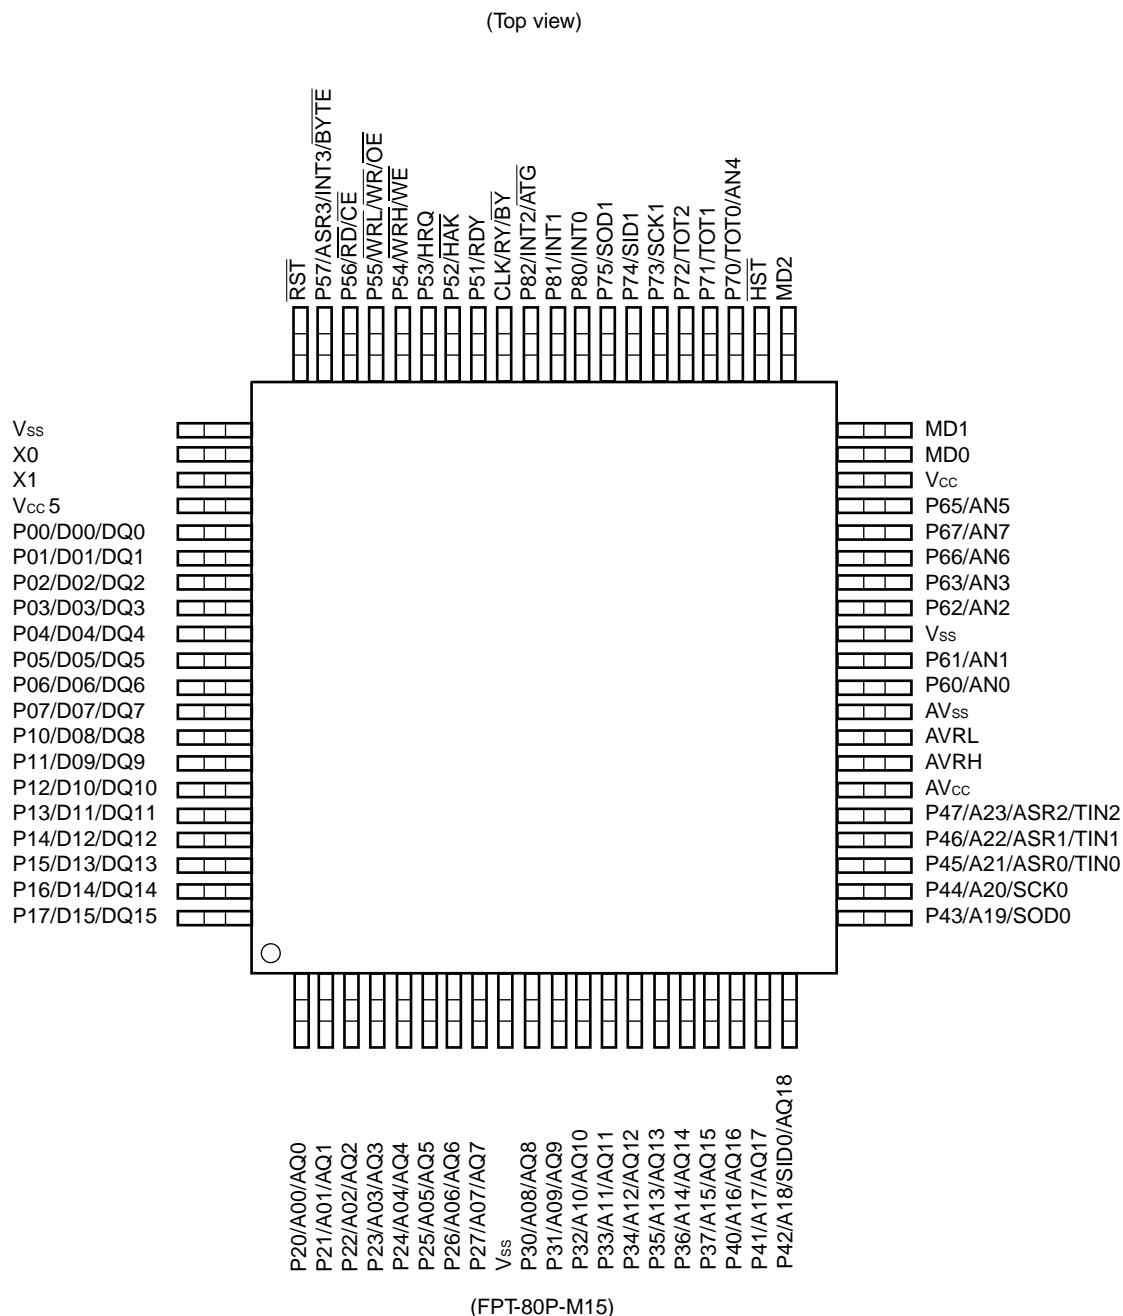 (Top view)
RST
P57/ASR3/INT3/BYTE
P56/RD/CE
P55/WRL/WR/OE
P54/WRH/WE
P53/HRQ
P52/HAK
P51/RDY
CLK/RY/BY
P82/INT2/ATG
P81/INT1
P80/INT0
P75/SOD1
P74/SID1
P73/SCK1
P72/TOT2
P71/TOT1
P70/TOT0/AN4
HST
MD2
Vss
X0
X1
Vcc 5
P00/D00/DQ0
P01/D01/DQ1
P02/D02/DQ2
P03/D03/DQ3
P04/D04/DQ4
P05/D05/DQ5
P06/D06/DQ6
P07/D07/DQ7
P10/D08/DQ8
P11/D09/DQ9
P12/D10/DQ10
P13/D11/DQ11
P14/D12/DQ12
P15/D13/DQ13
P16/D14/DQ14
P17/D15/DQ15
MD1
MD0
Vcc
P65/AN5
P67/AN7
P66/AN6
P63/AN3
P62/AN2
Vss
P61/AN1
P60/AN0
AVss
AVRL
AVRH
AVcc
P47/A23/ASR2/TIN2
P46/A22/ASR1/TIN1
P45/A21/ASR0/TIN0
P44/A20/SCK0
P43/A19/SOD0
P20/A00/AQ0
P21/A01/AQ1
P22/A02/AQ2
P23/A03/AQ3
P24/A04/AQ4
P25/A05/AQ5
P26/A06/AQ6
P27/A07/AQ7
Vss
P30/A08/AQ8
P31/A09/AQ9
P32/A10/AQ10
P33/A11/AQ11
P34/A12/AQ12
P35/A13/AQ13
P36/A14/AQ14
P37/A15/AQ15
P40/A16/AQ16
P41/A17/AQ17
P42/A18/SID0/AQ18
(FPT-80P-M15)